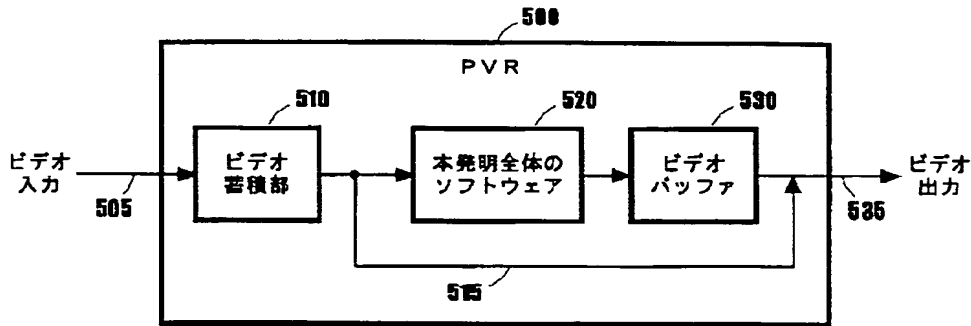 500
PVR
510
520
530
ビデオ
入力
ビデオ
蓄積部
本発明全体の
ソフトウェア
ビデオ
バッファ
ビデオ
出力
505
535
515